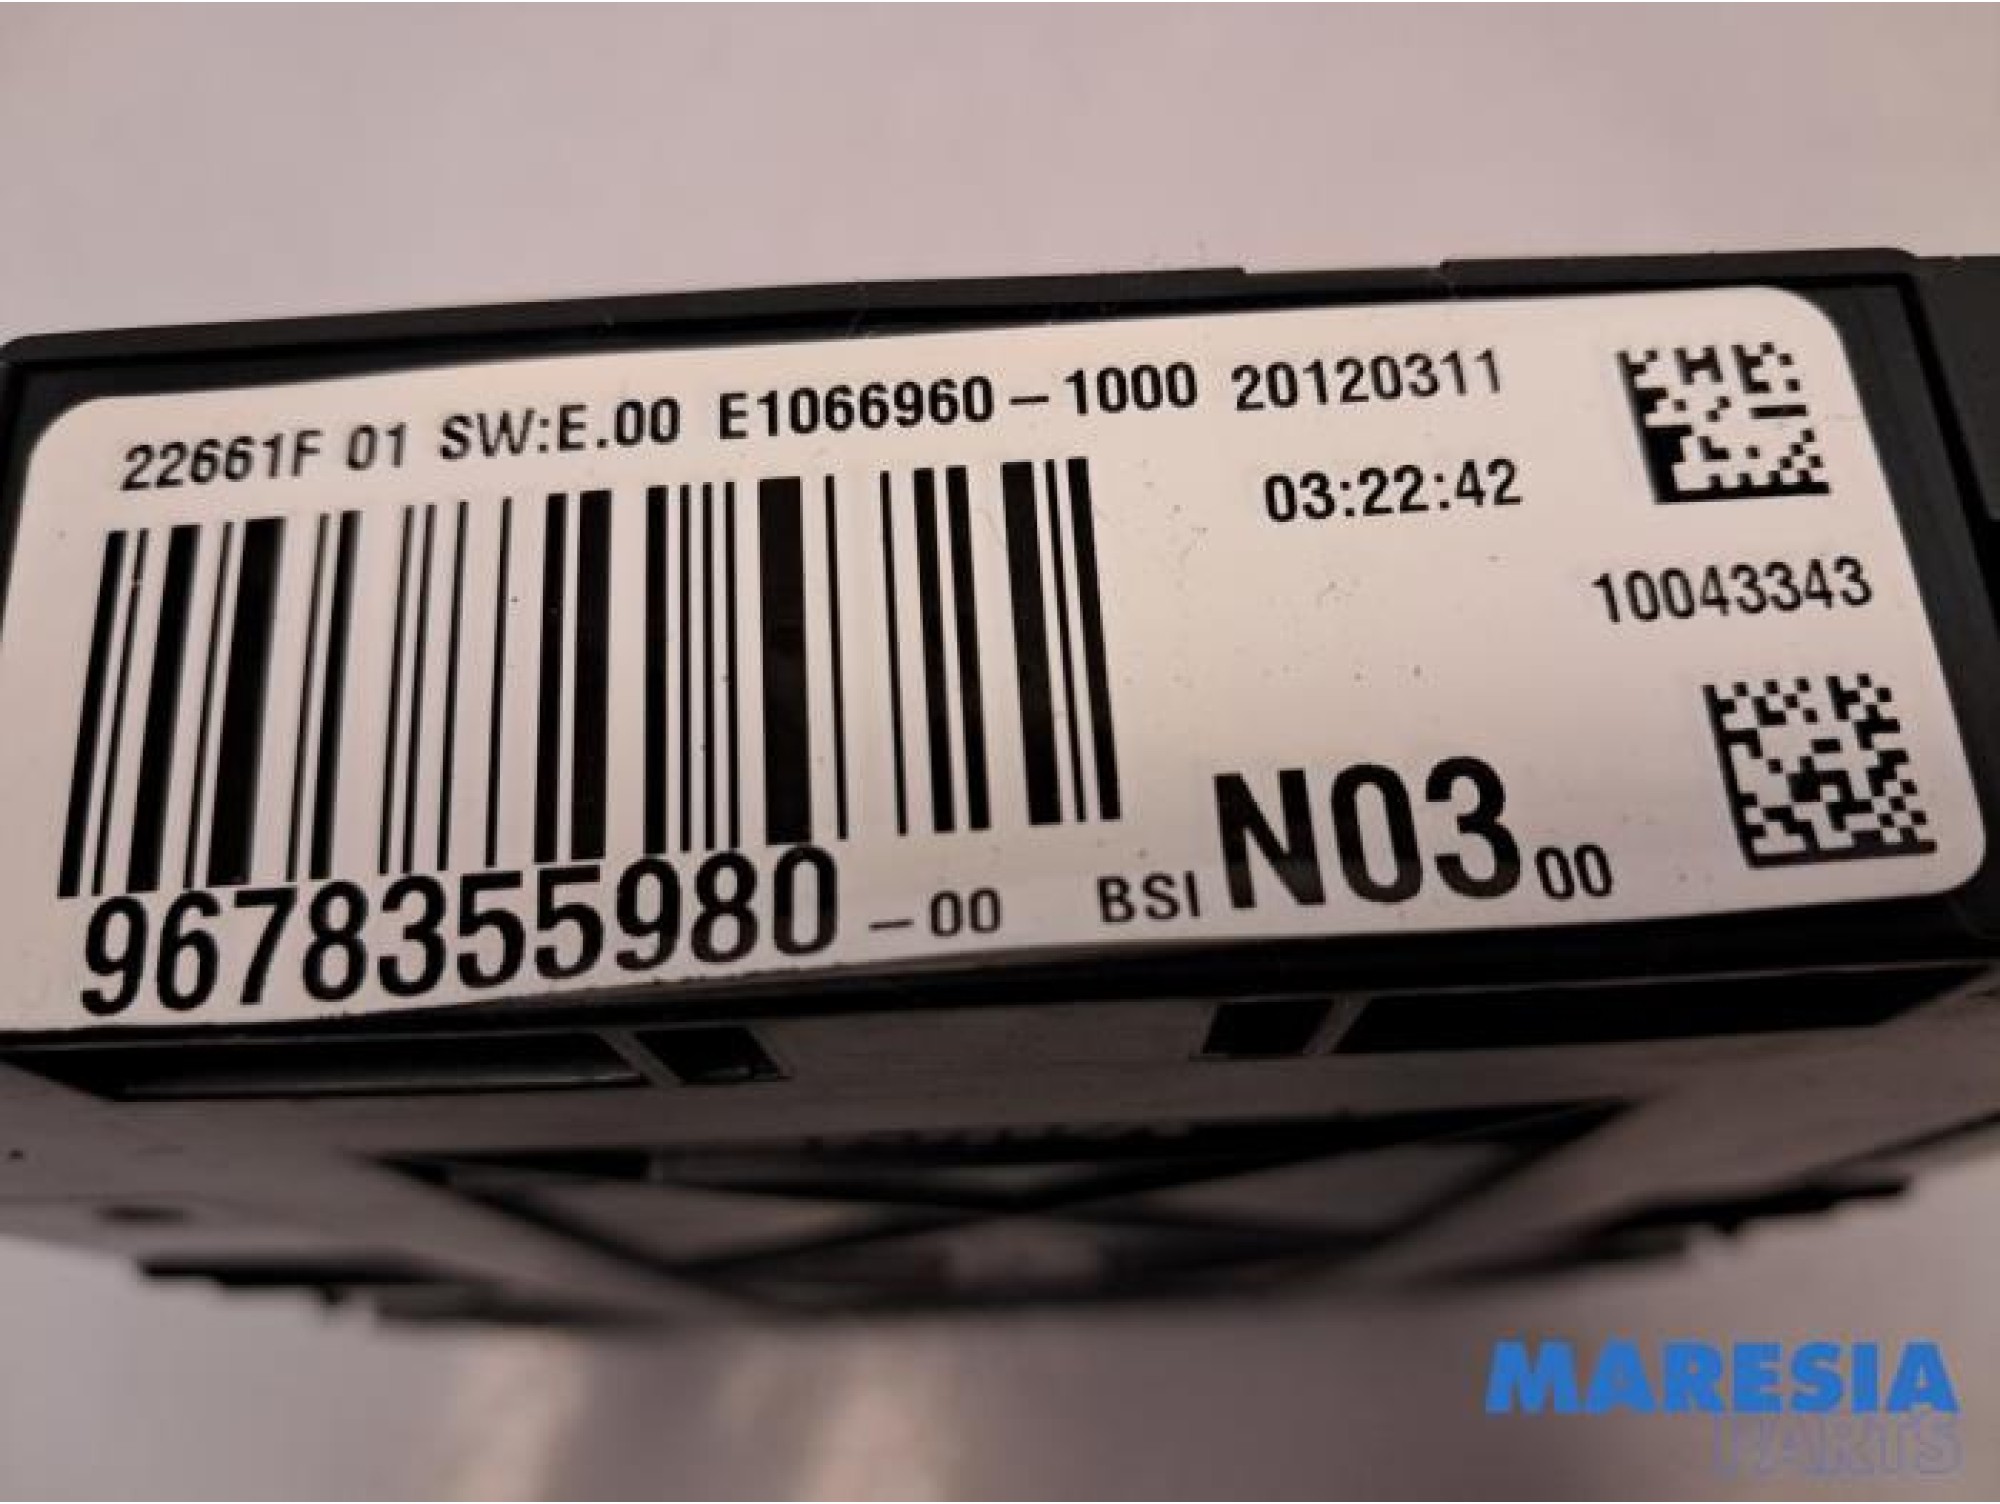 22661F 01 SW:E.00 E1066960-1000 20120311
03:22:42
10043343
9678355980 -00 BSI N03 00
MARESIA
PARTS